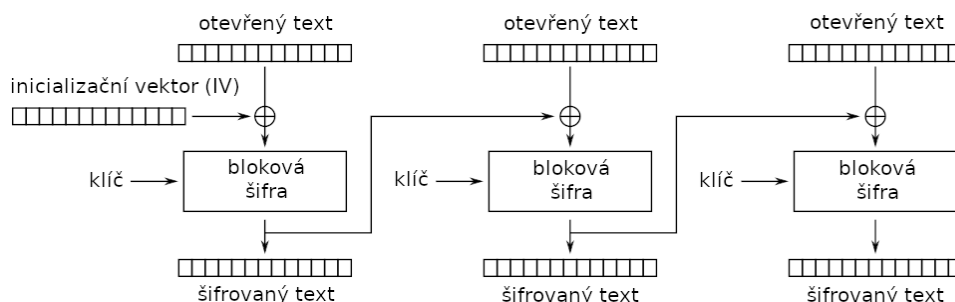 otevřený text
otevřený text
otevřený text
inicializační vektor (IV)
klíč
bloková
šifra
klíč
bloková
šifra
klíč
bloková
šifra
šifrovaný text
šifrovaný text
šifrovaný text